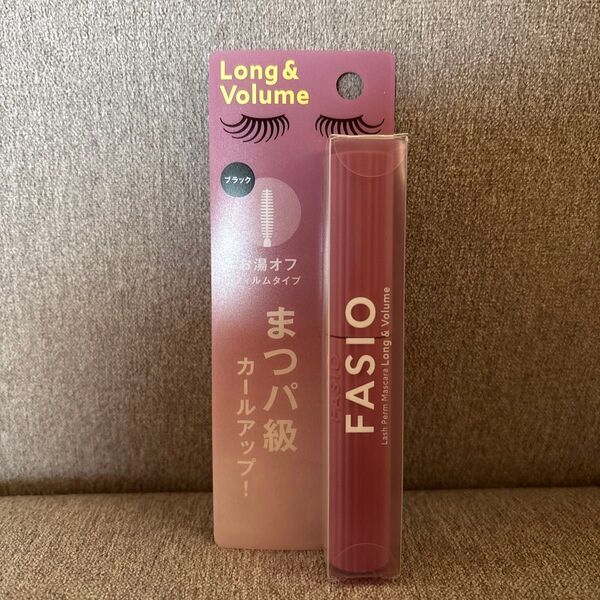 Long &
Volume
ブラック
お湯オフ
フィルムタイプ
まつパ級
カールアップ!
FASIO
Lash Perm Mascara Long & Volume
FASIO